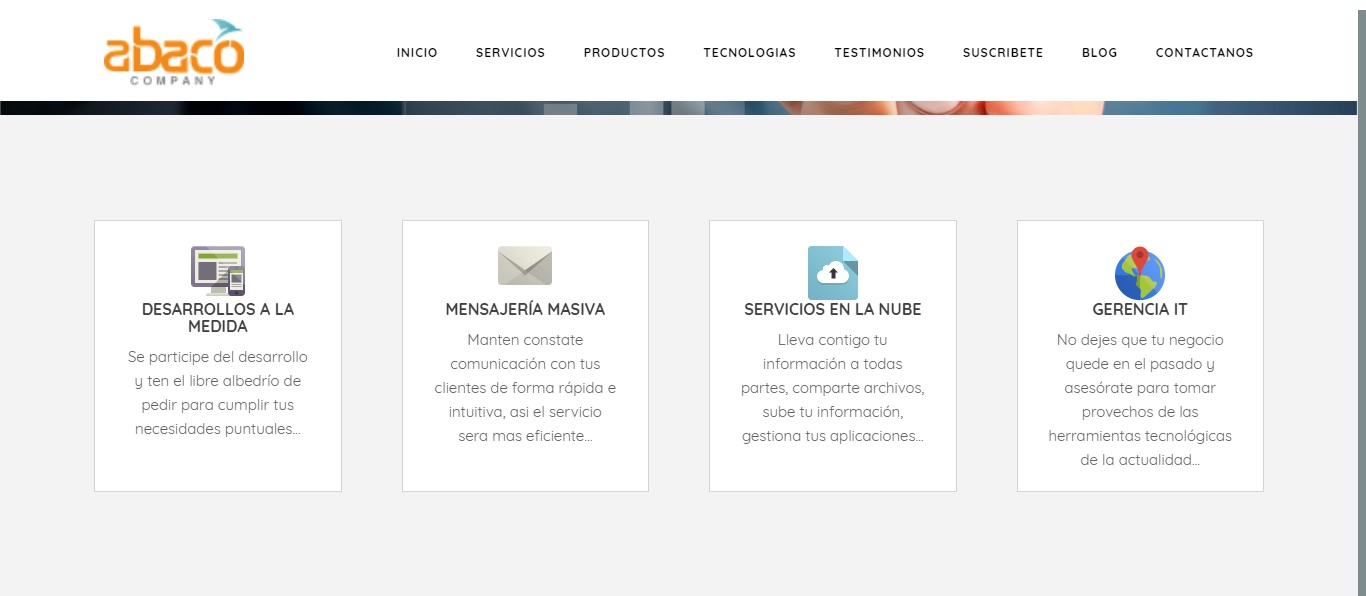 abaco
COMPANY
INICIO SERVICIOS PRODUCTOS TECNOLOGIAS TESTIMONIOS SUSCRIBETE BLOG CONTACTANOS
DESARROLLOS A LA
MEDIDA
Se participe del desarrollo
y ten el libre albedrío de
pedir para cumplir tus
necesidades puntuales...
MENSAJERÍA MASIVA
Manten constate
comunicación con tus
clientes de forma rápida e
intuitiva, asi el servicio
sera mas eficiente...
SERVICIOS EN LA NUBE
Lleva contigo tu
información a todas
partes, comparte archivos,
sube tu información,
gestiona tus aplicaciones...
GERENCIA IT
No dejes que tu negocio
quede en el pasado y
asesórate para tomar
provechos de las
herramientas tecnológicas
de la actualidad...